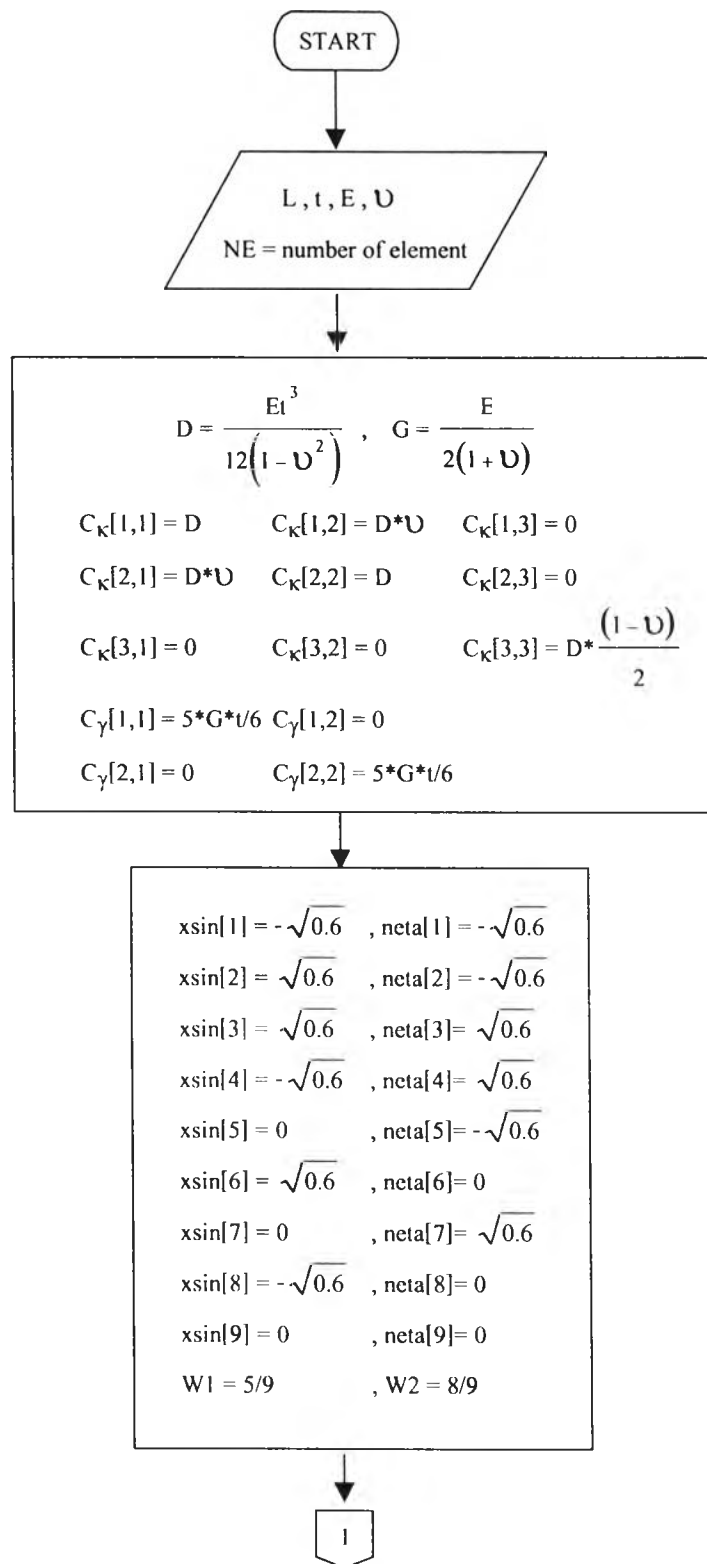 START
L , t , E , υ
NE = number of element
D = Et^3 / 12(1 - υ^2) , G = E / 2(1 + υ)
Cκ[1,1] = D Cκ[1,2] = D*υ Cκ[1,3] = 0
Cκ[2,1] = D*υ Cκ[2,2] = D Cκ[2,3] = 0
Cκ[3,1] = 0 Cκ[3,2] = 0 Cκ[3,3] = D* (1 - υ) / 2
Cγ[1,1] = 5*G*t/6 Cγ[1,2] = 0
Cγ[2,1] = 0 Cγ[2,2] = 5*G*t/6
xsin[1] = -√0.6 , neta[1] = -√0.6
xsin[2] = √0.6 , neta[2] = -√0.6
xsin[3] = √0.6 , neta[3]= √0.6
xsin[4] = -√0.6 , neta[4]= √0.6
xsin[5] = 0 , neta[5]= -√0.6
xsin[6] = √0.6 , neta[6]= 0
xsin[7] = 0 , neta[7]= √0.6
xsin[8] = -√0.6 , neta[8]= 0
xsin[9] = 0 , neta[9]= 0
W1 = 5/9 , W2 = 8/9
1